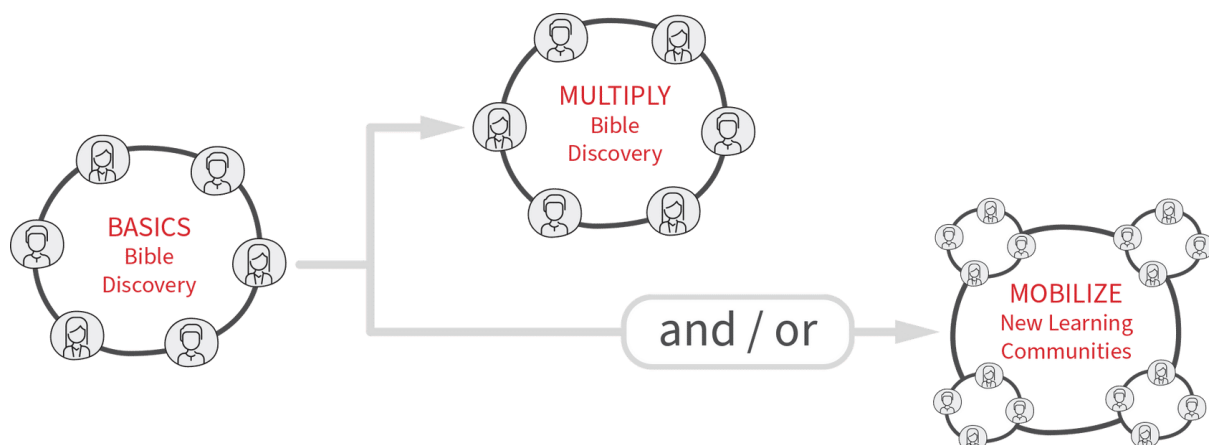 BASICS
Bible
Discovery
MULTIPLY
Bible
Discovery
and / or
MOBILIZE
New Learning
Communities